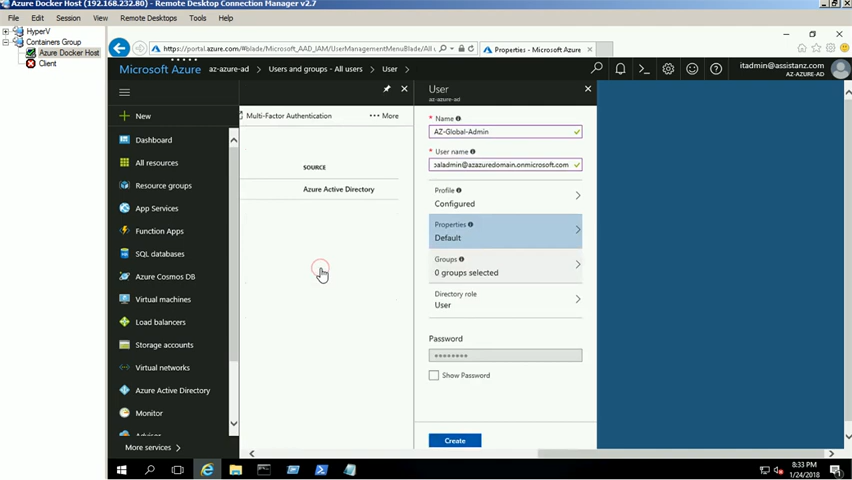 Azure Docker Host (192.168.232.80) - Remote Desktop Connection Manager v2.7
File Edit Session View Remote Desktops Tools Help
HyperV
Containers Group
Azure Docker Host
Client
https://portal.azure.com/#blade/Microsoft_AAD_IAM/UserManagementMenuBlade/All u
Properties - Microsoft Azure
Microsoft Azure az-azure-ad > Users and groups - All users > User >
itadmin@assistanz.com
AZ-AZURE-AD
New
Dashboard
All resources
Resource groups
App Services
Function Apps
SQL databases
Azure Cosmos DB
Virtual machines
Load balancers
Storage accounts
Virtual networks
Azure Active Directory
Monitor
Advisor
More services >
Multi-Factor Authentication
••• More
SOURCE
Azure Active Directory
User
az-azure-ad
* Name
AZ-Global-Admin
* User name
baladmin@azazuredomain.onmicrosoft.com
Profile
Configured
Properties
Default
Groups
0 groups selected
Directory role
User
Password
••••••••
Show Password
Create
8:33 PM
1/24/2018